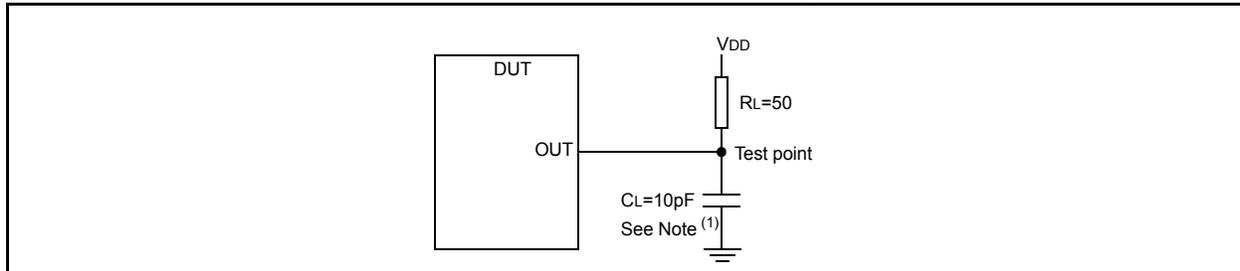 VDD
DUT
RL=50
OUT
Test point
CL=10pF
See Note (1)